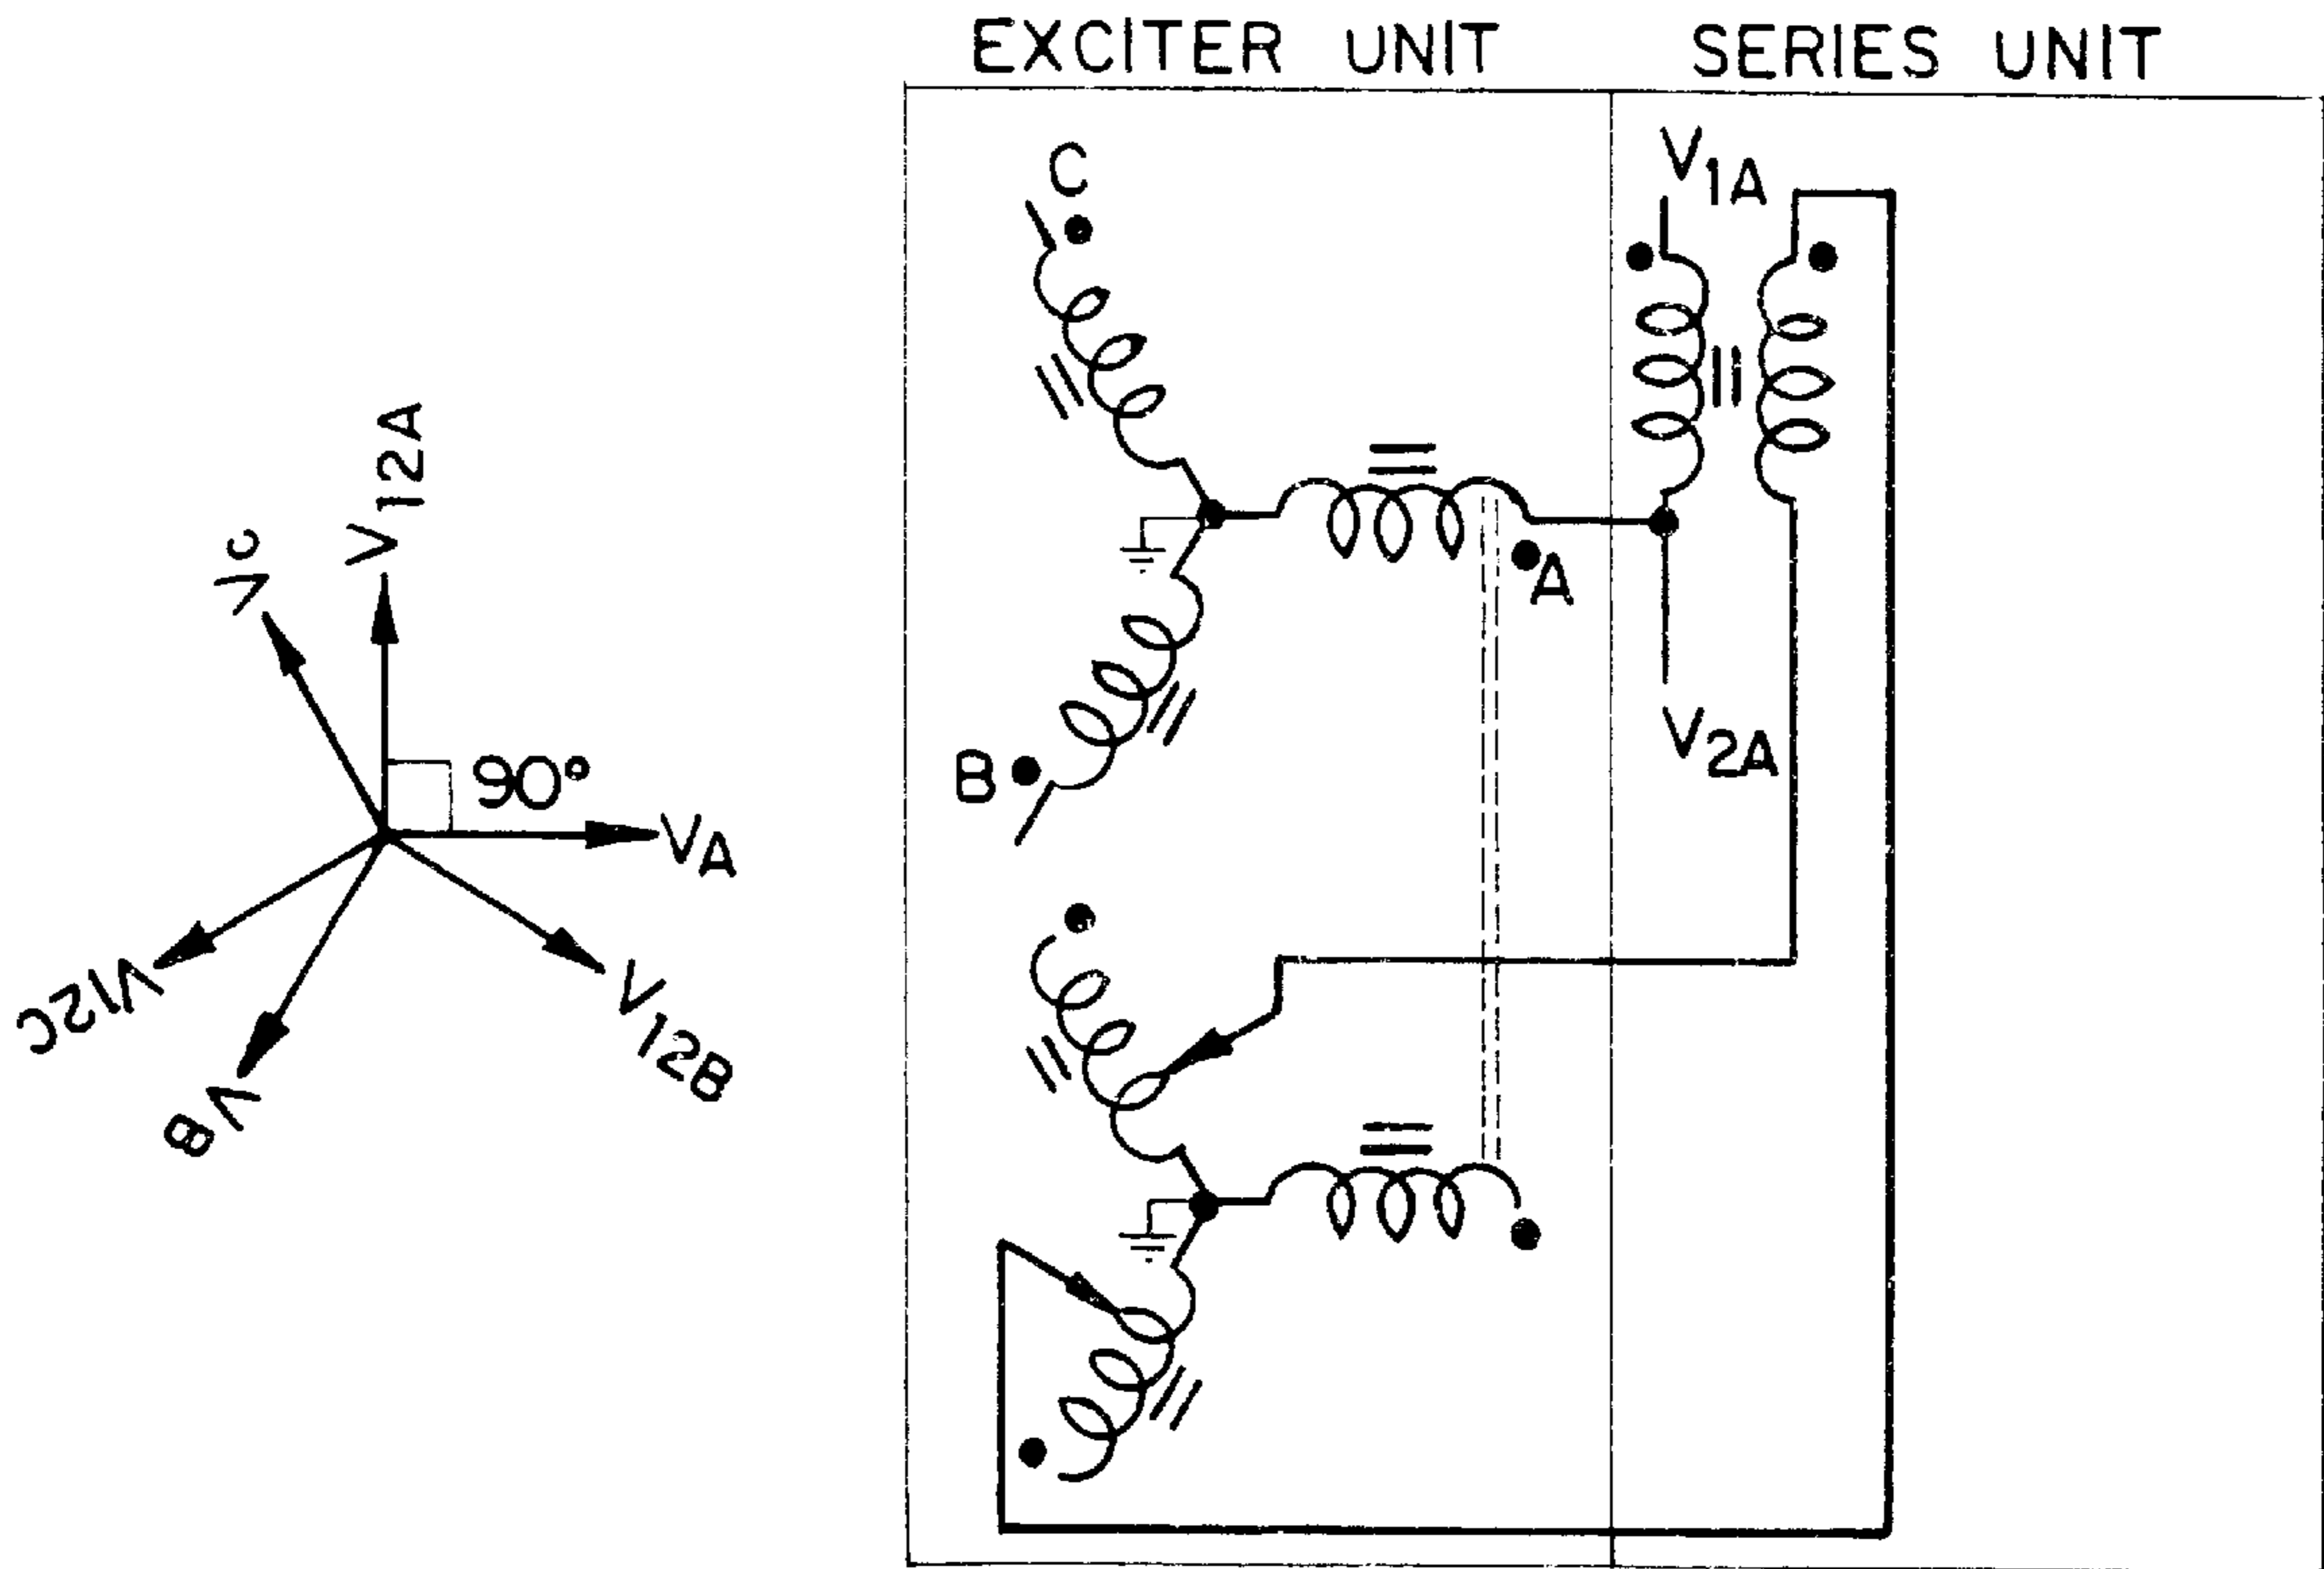 EXCITER UNIT
SERIES UNIT
C
V1A
A
V2A
B
VC
V12A
90°
VA
V12C
VB
V12B